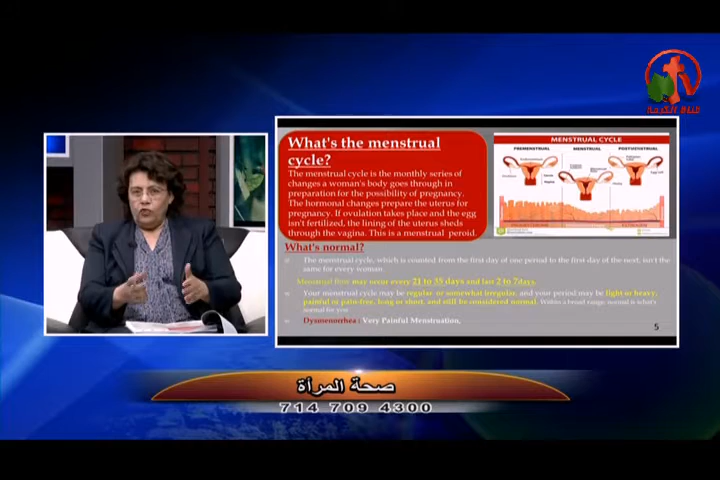 قناة الكرمة
What's the menstrual
cycle?
The menstrual cycle is the monthly series of
changes a woman's body goes through in
preparation for the possibility of pregnancy.
The hormonal changes prepare the uterus for
pregnancy. If ovulation takes place and the egg
isn't fertilized, the lining of the uterus sheds
through the vagina. This is a menstrual peroid.
MENSTRUAL CYCLE
PREMENSTRUAL
MENSTRUAL
POSTMENSTRUAL
What's normal?
The menstrual cycle, which is counted from the first day of one period to the first day of the next, isn't the
same for every woman.
Menstrual flow may occur every 21 to 35 days and last 2 to 7days.
Your menstrual cycle may be regular or somewhat irregular, and your period may be light or heavy,
painful or pain-free, long or short, and still be considered normal. Within a broad range, normal is what's
normal for you
Dysmenorrhea : Very Painful Menstruation,
5
صحة المرأة
714 709 4300